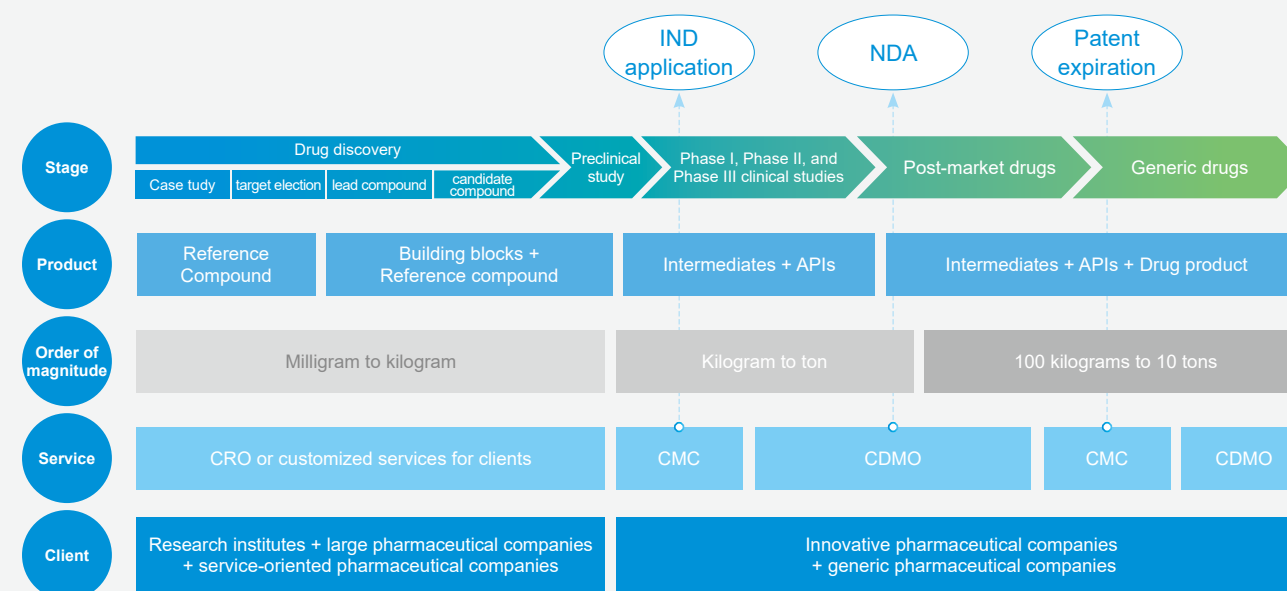 IND
application
NDA
Patent
expiration
Stage
Drug discovery
Case tudy
target election
lead compound
candidate
compound
Preclinical
study
Phase I, Phase II, and
Phase III clinical studies
Post-market drugs
Generic drugs
Product
Reference
Compound
Building blocks +
Reference compound
Intermediates + APIs
Intermediates + APIs + Drug product
Order of
magnitude
Milligram to kilogram
Kilogram to ton
100 kilograms to 10 tons
Service
CRO or customized services for clients
CMC
CDMO
CMC
CDMO
Client
Research institutes + large pharmaceutical companies
+ service-oriented pharmaceutical companies
Innovative pharmaceutical companies
+ generic pharmaceutical companies